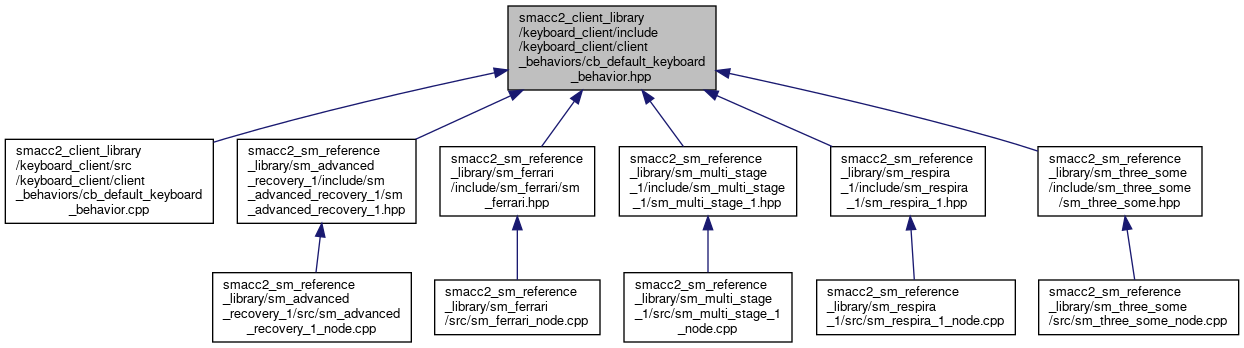 smacc2_client_library
/keyboard_client/include
/keyboard_client/client
_behaviors/cb_default_keyboard
_behavior.hpp
smacc2_client_library
/keyboard_client/src
/keyboard_client/client
_behaviors/cb_default_keyboard
_behavior.cpp
smacc2_sm_reference
_library/sm_advanced
_recovery_1/include/sm
_advanced_recovery_1/sm
_advanced_recovery_1.hpp
smacc2_sm_reference
_library/sm_ferrari
/include/sm_ferrari/sm
_ferrari.hpp
smacc2_sm_reference
_library/sm_multi_stage
_1/include/sm_multi_stage
_1/sm_multi_stage_1.hpp
smacc2_sm_reference
_library/sm_respira
_1/include/sm_respira
_1/sm_respira_1.hpp
smacc2_sm_reference
_library/sm_three_some
/include/sm_three_some
/sm_three_some.hpp
smacc2_sm_reference
_library/sm_advanced
_recovery_1/src/sm_advanced
_recovery_1_node.cpp
smacc2_sm_reference
_library/sm_ferrari
/src/sm_ferrari_node.cpp
smacc2_sm_reference
_library/sm_multi_stage
_1/src/sm_multi_stage_1
_node.cpp
smacc2_sm_reference
_library/sm_respira
_1/src/sm_respira_1_node.cpp
smacc2_sm_reference
_library/sm_three_some
/src/sm_three_some_node.cpp